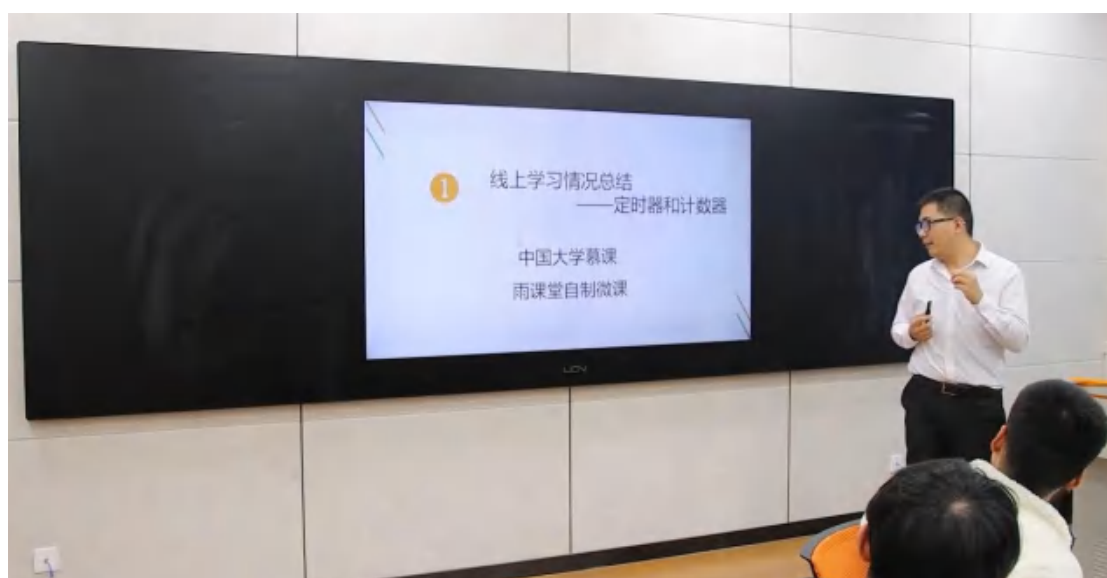 1
线上学习情况总结
——定时器和计数器
中国大学慕课
雨课堂自制微课